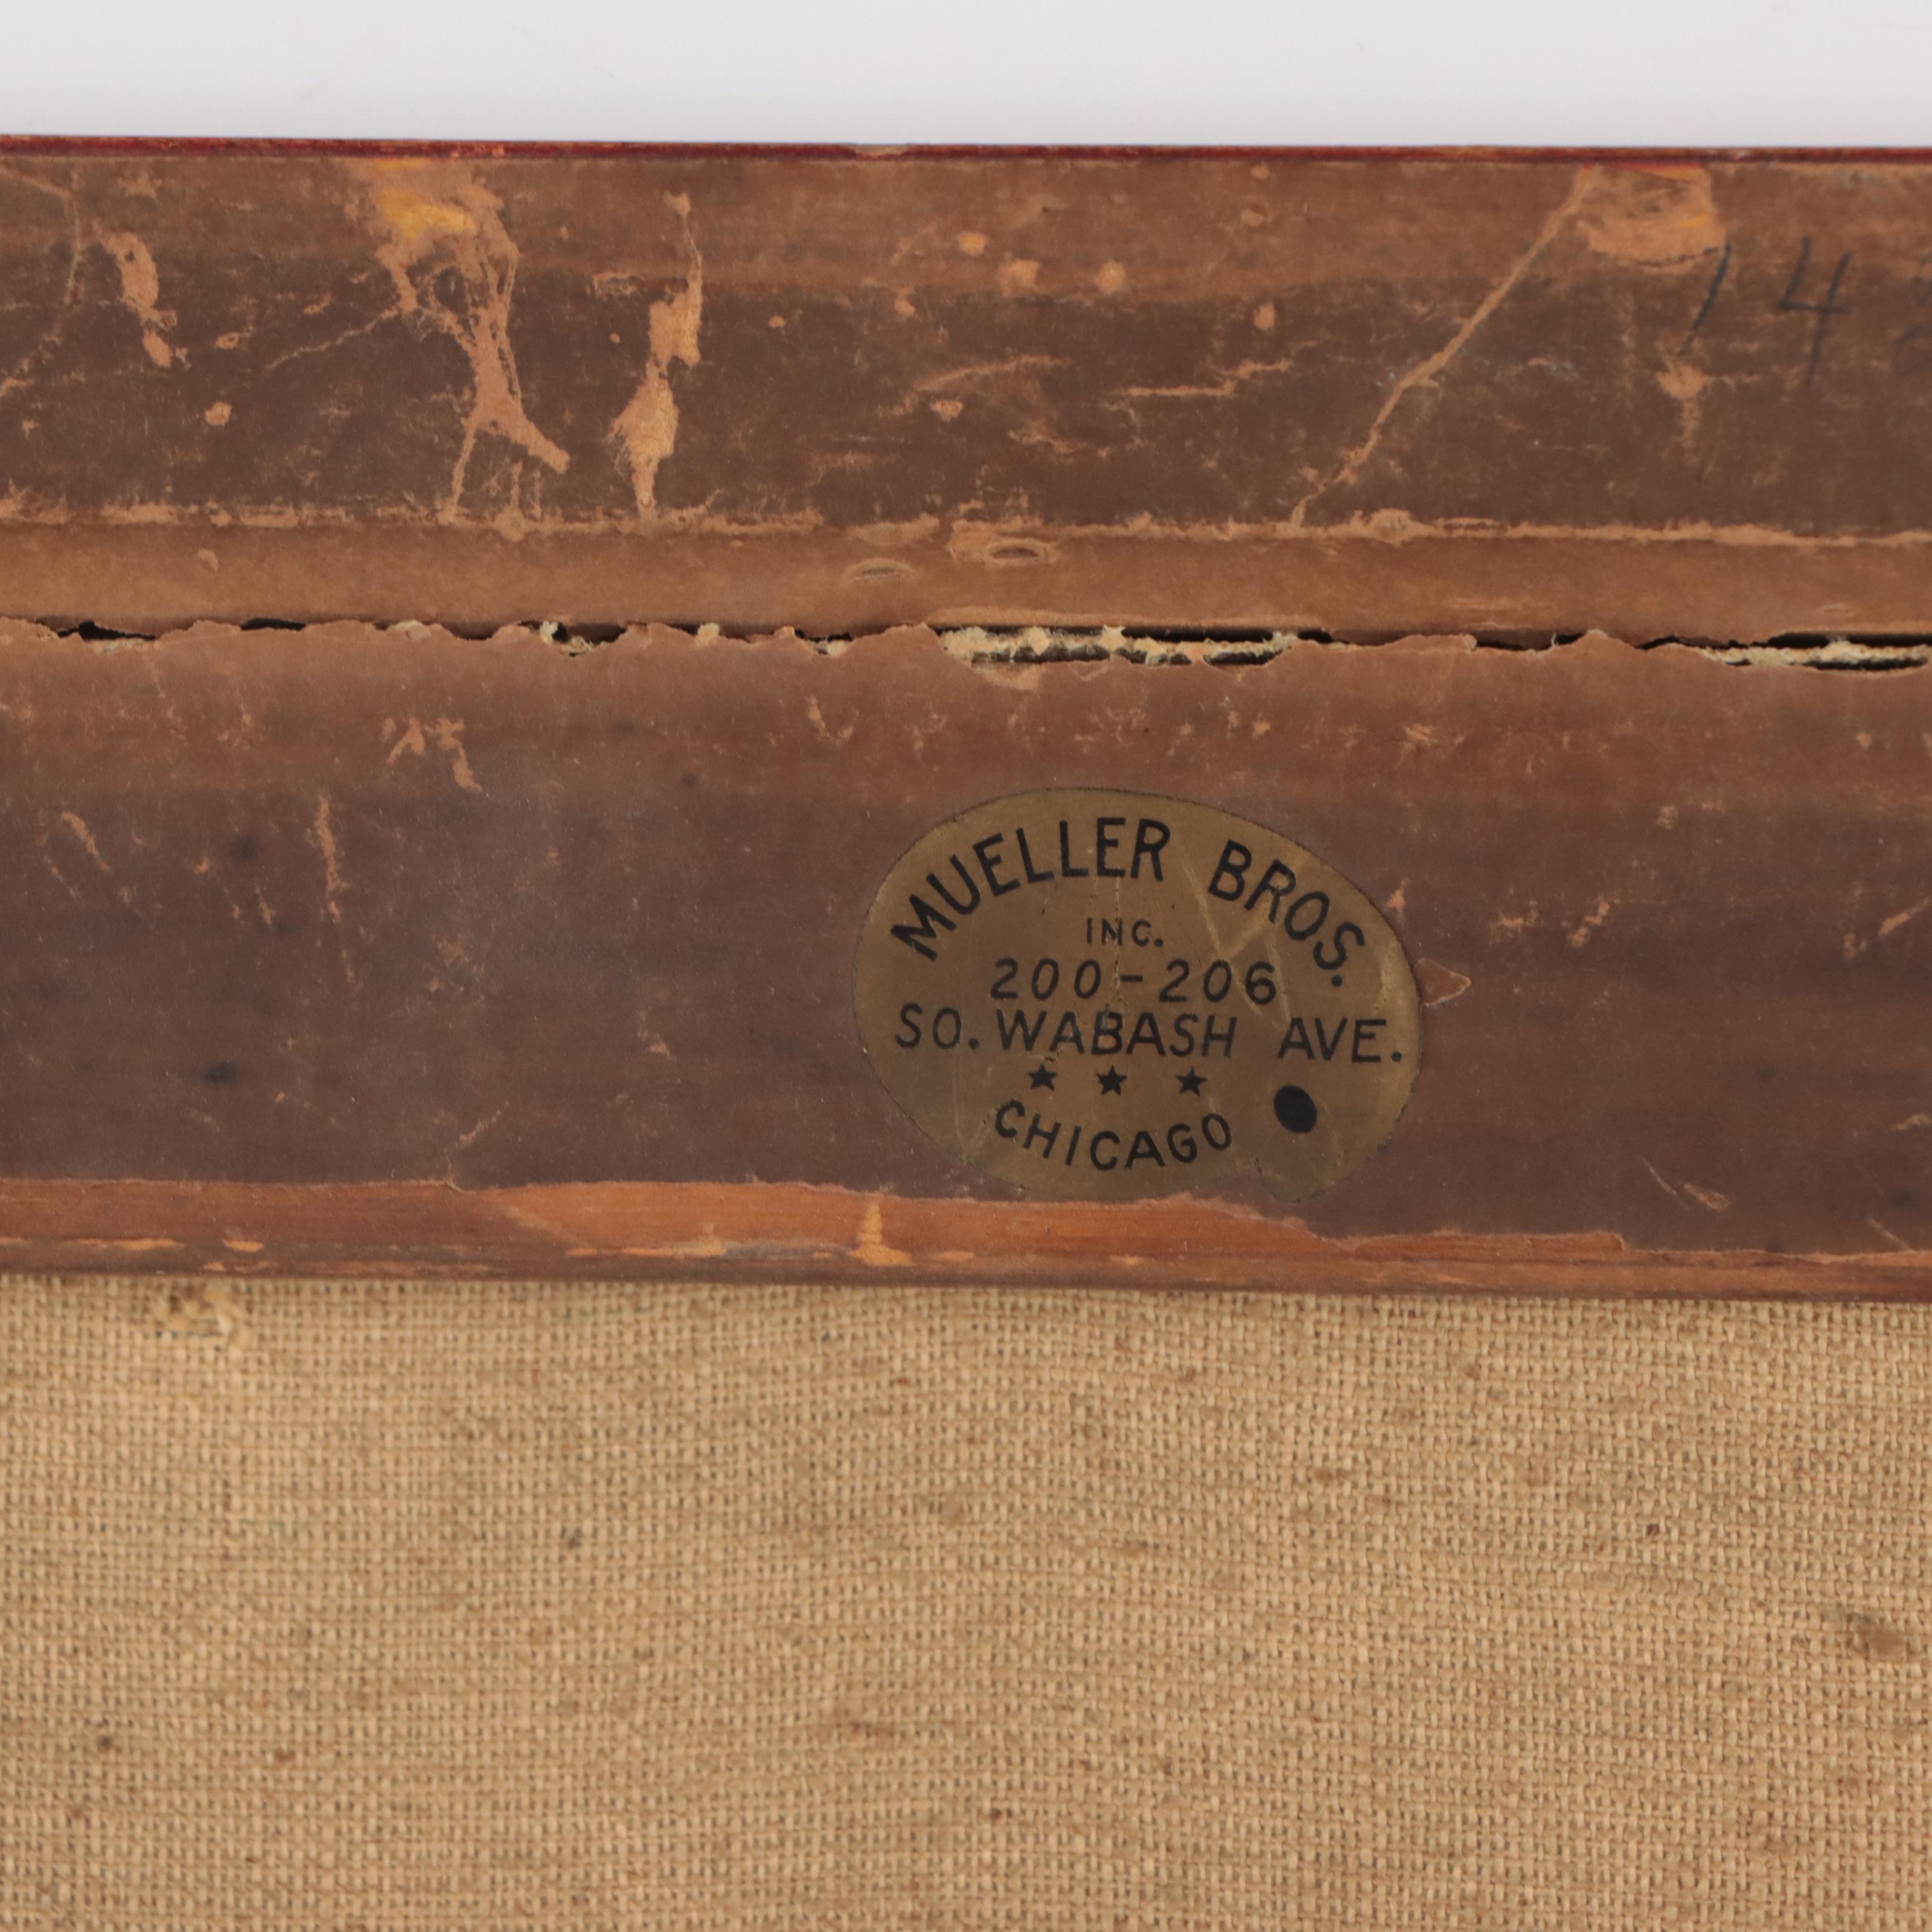 14
MUELLER BROS.
INC.
200-206
SO. WABASH AVE.
CHICAGO